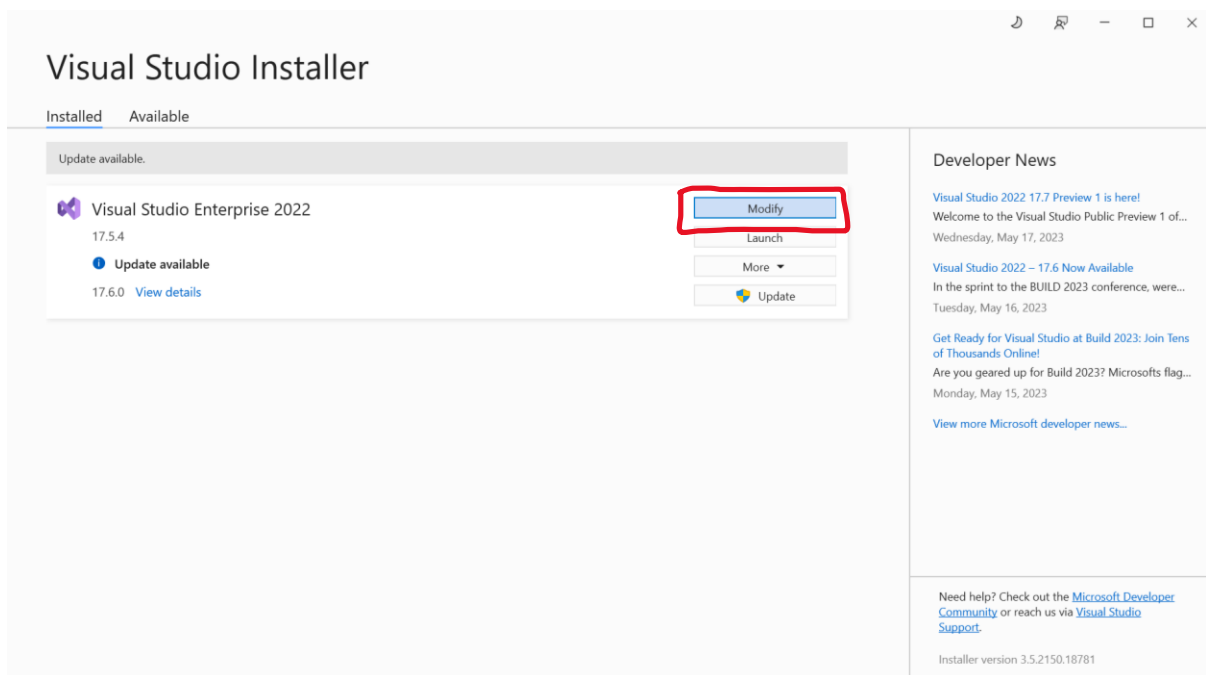 Visual Studio Installer
Installed Available
Update available.
Visual Studio Enterprise 2022
17.5.4
Update available
17.6.0 View details
Modify
Launch
More
Update
Developer News
Visual Studio 2022 17.7 Preview 1 is here!
Welcome to the Visual Studio Public Preview 1 of...
Wednesday, May 17, 2023
Visual Studio 2022 – 17.6 Now Available
In the sprint to the BUILD 2023 conference, were...
Tuesday, May 16, 2023
Get Ready for Visual Studio at Build 2023: Join Tens
of Thousands Online!
Are you geared up for Build 2023? Microsofts flag...
Monday, May 15, 2023
View more Microsoft developer news...
Need help? Check out the Microsoft Developer
Community or reach us via Visual Studio
Support.
Installer version 3.5.2150.18781